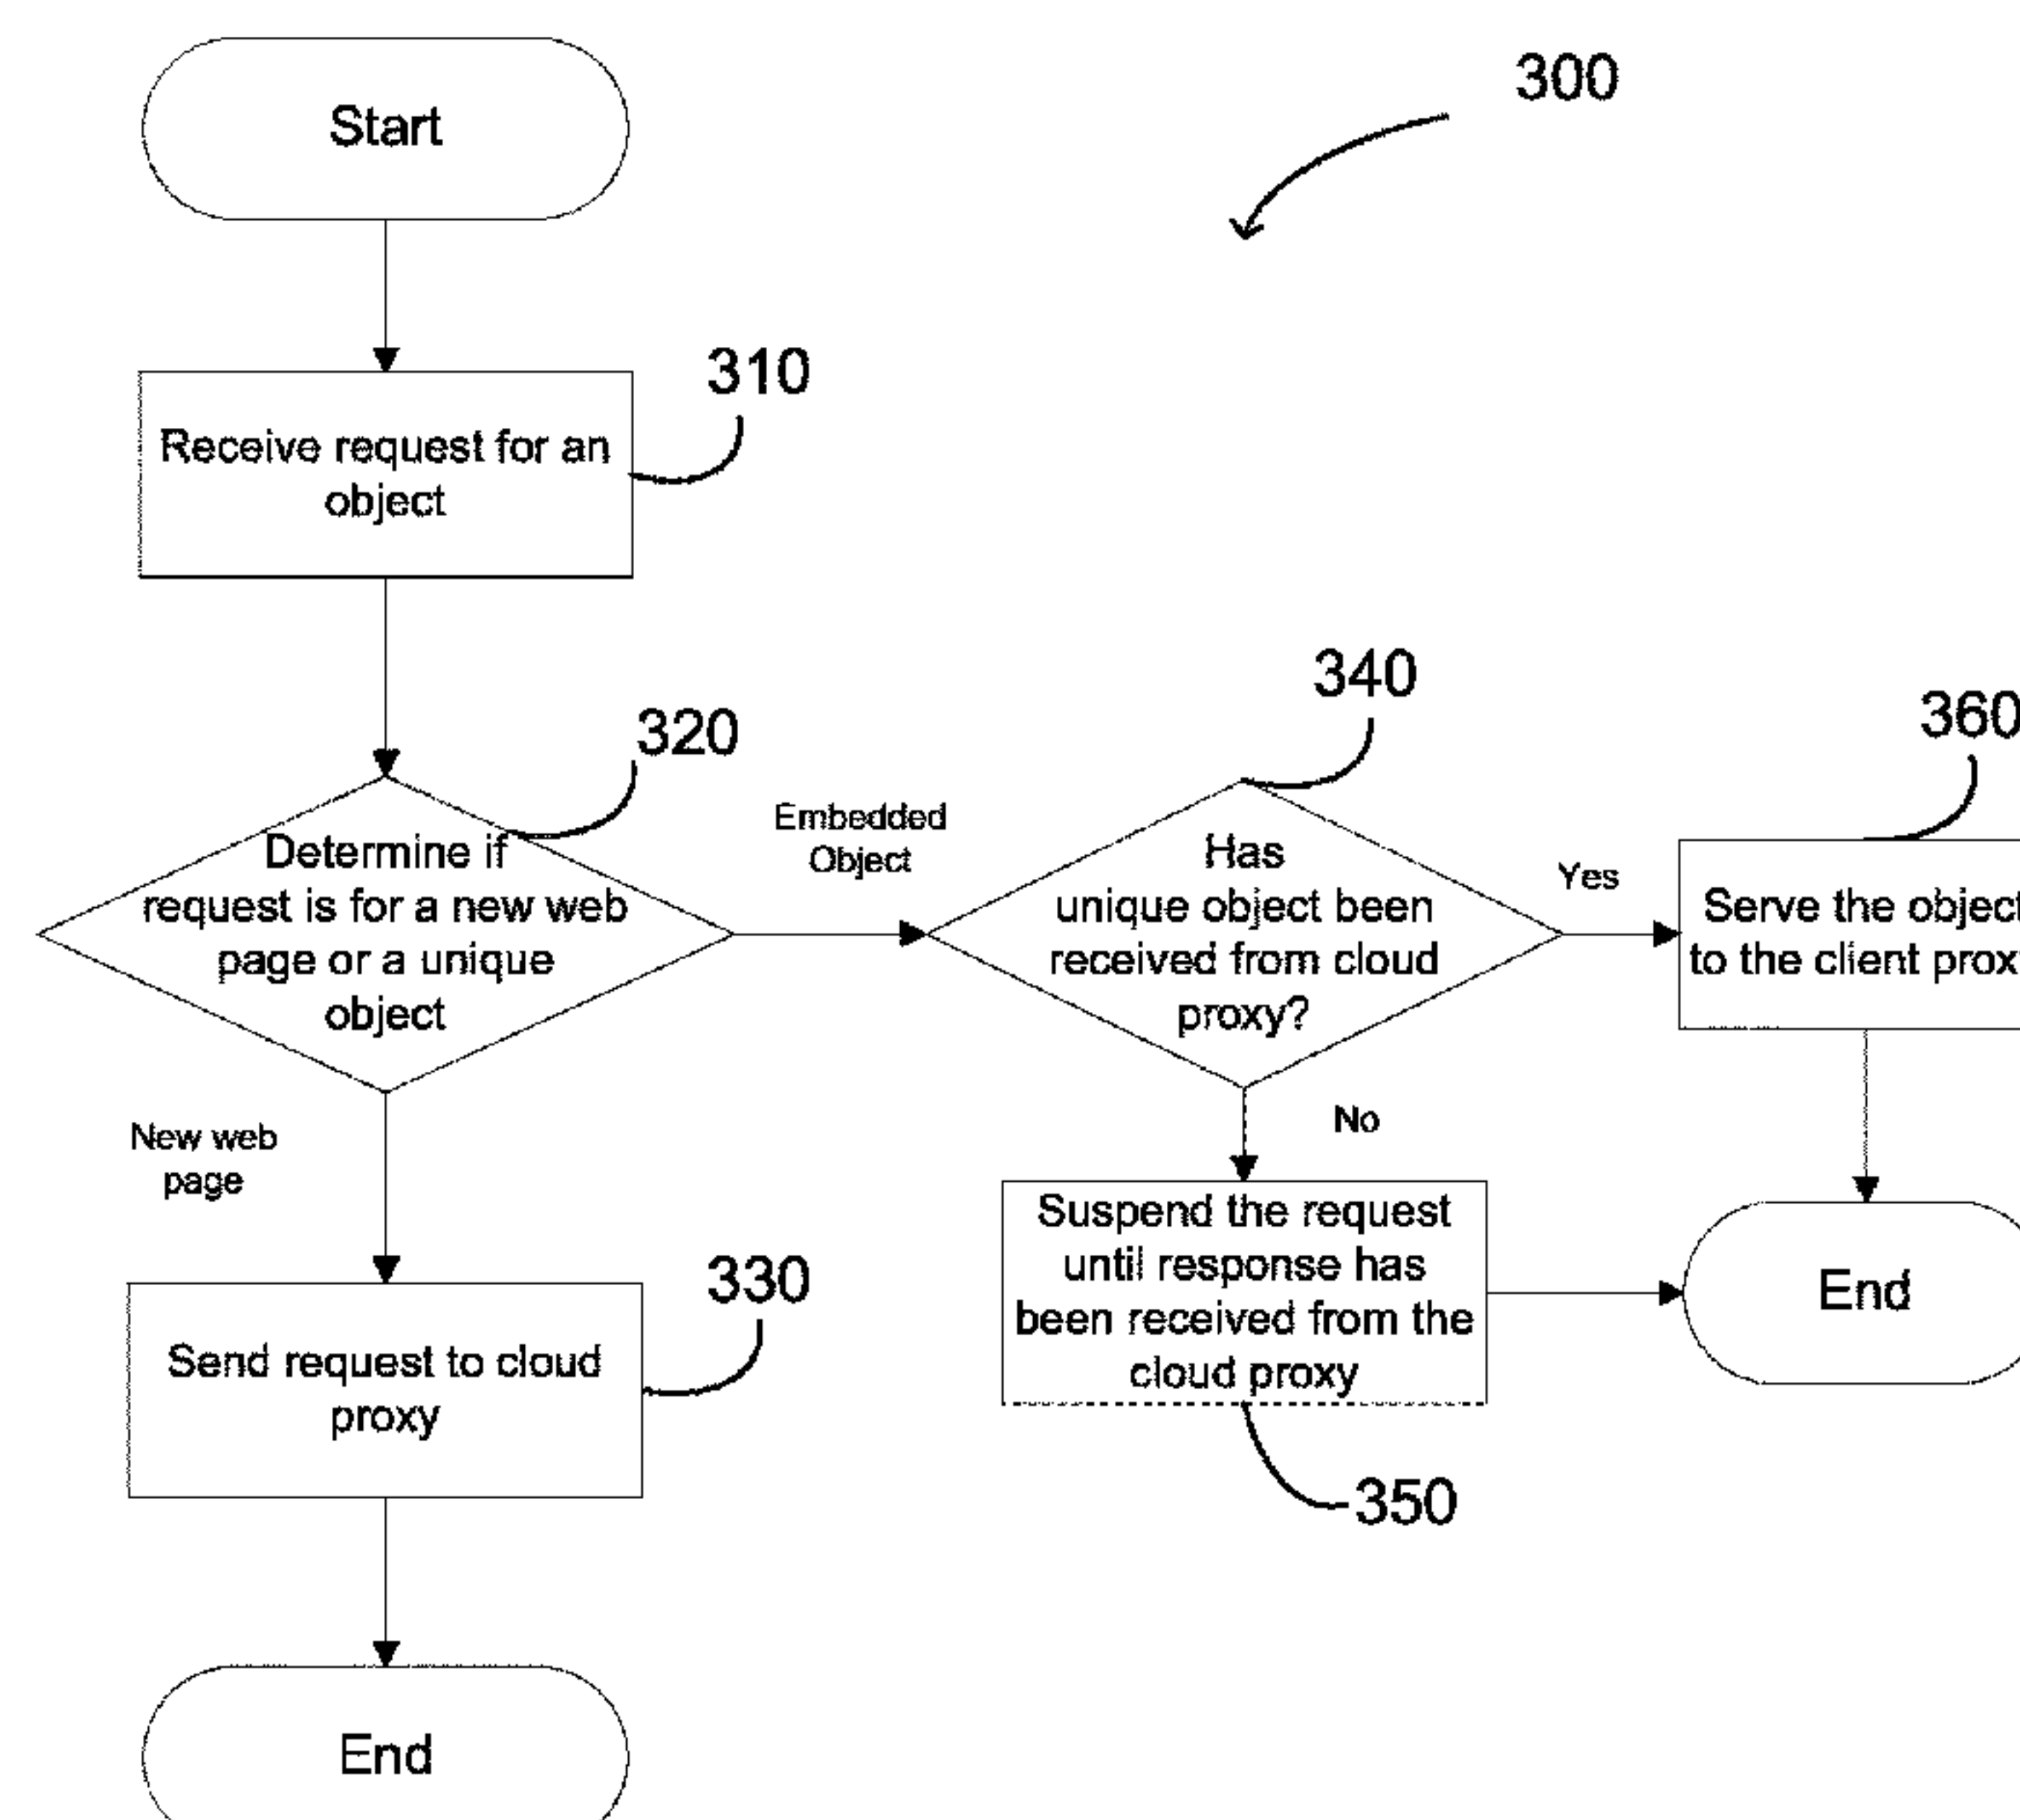 Start
300
310
Receive request for an
object
320
Determine if
request is for a new web
page or a unique
object
Embedded
Object
340
Has
unique object been
received from cloud
proxy?
Yes
360
Serve the object
to the client
New web
page
No
330
Send request to cloud
proxy
Suspend the request
until response has
been received from the
cloud proxy
350
End
End